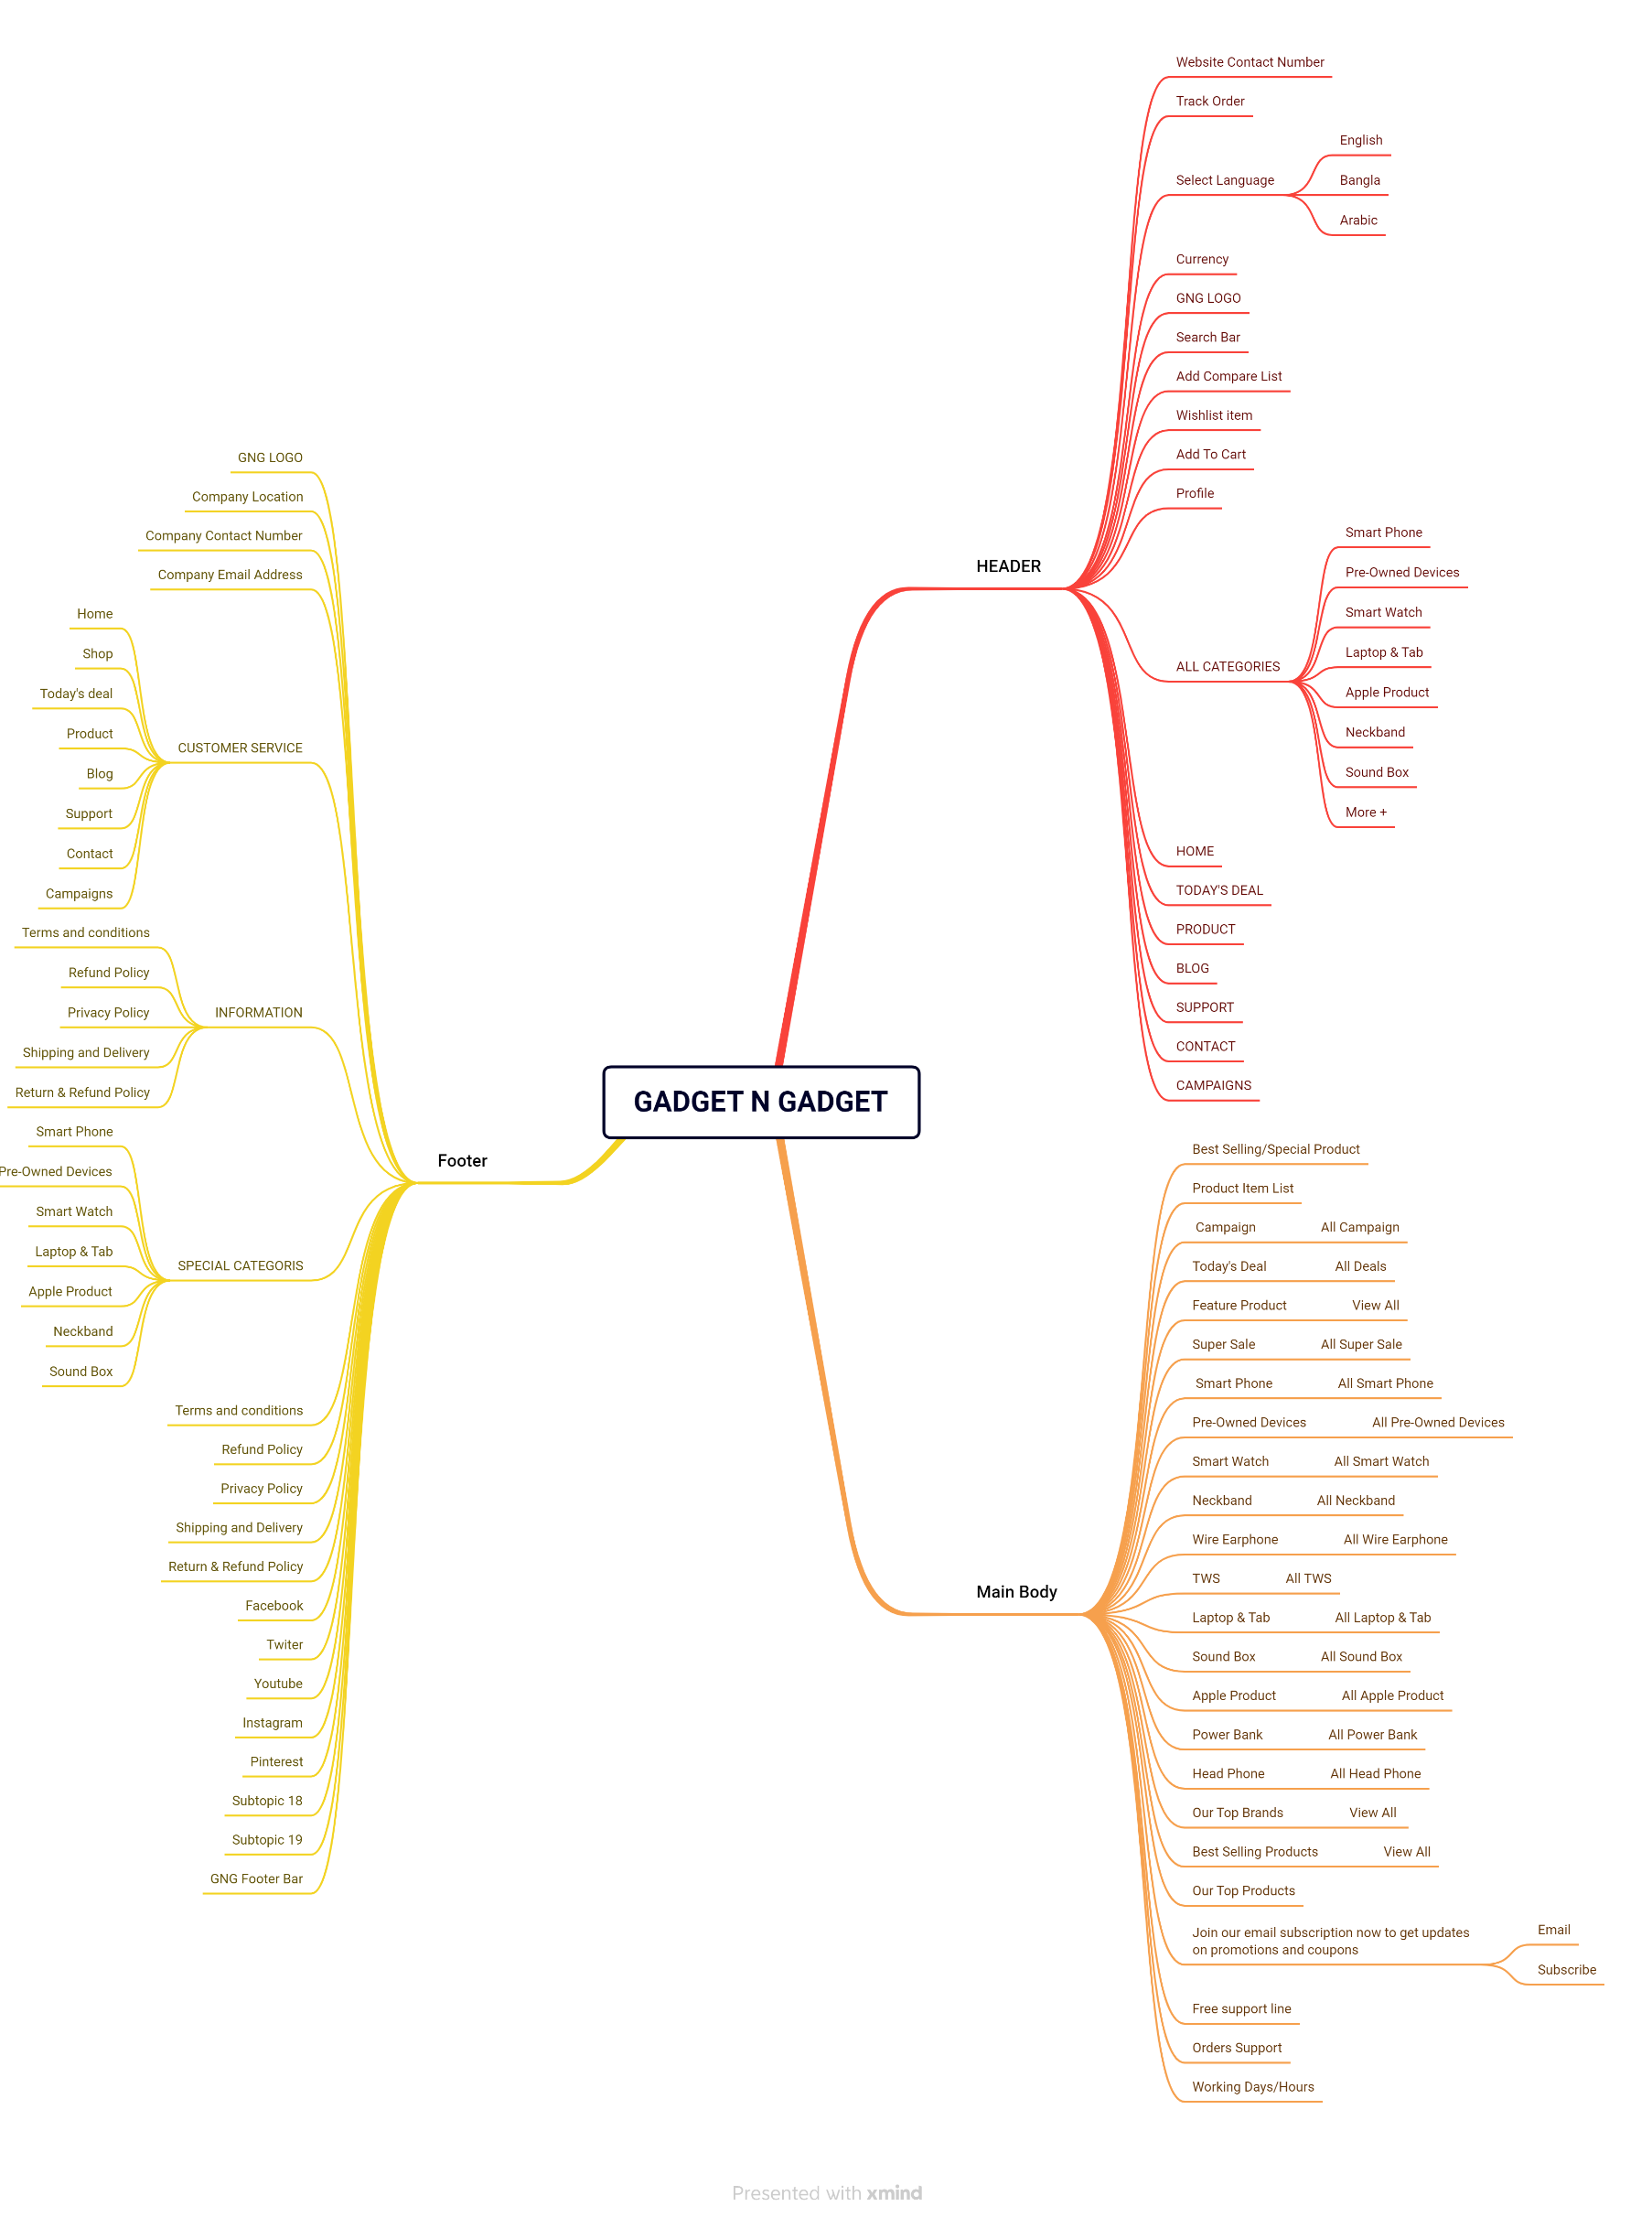 GADGET N GADGET
HEADER
Website Contact Number
Track Order
Select Language
English
Bangla
Arabic
Currency
GNG LOGO
Search Bar
Add Compare List
Wishlist item
Add To Cart
Profile
ALL CATEGORIES
Smart Phone
Pre-Owned Devices
Smart Watch
Laptop & Tab
Apple Product
Neckband
Sound Box
More +
HOME
TODAY'S DEAL
PRODUCT
BLOG
SUPPORT
CONTACT
CAMPAIGNS
Main Body
Best Selling/Special Product
Product Item List
Campaign All Campaign
Today's Deal All Deals
Feature Product View All
Super Sale All Super Sale
Smart Phone All Smart Phone
Pre-Owned Devices All Pre-Owned Devices
Smart Watch All Smart Watch
Neckband All Neckband
Wire Earphone All Wire Earphone
TWS All TWS
Laptop & Tab All Laptop & Tab
Sound Box All Sound Box
Apple Product All Apple Product
Power Bank All Power Bank
Head Phone All Head Phone
Our Top Brands View All
Best Selling Products View All
Our Top Products
Join our email subscription now to get updates
on promotions and coupons
Email
Subscribe
Free support line
Orders Support
Working Days/Hours
Footer
GNG LOGO
Company Location
Company Contact Number
Company Email Address
CUSTOMER SERVICE
Home
Shop
Today's deal
Product
Blog
Support
Contact
Campaigns
INFORMATION
Terms and conditions
Refund Policy
Privacy Policy
Shipping and Delivery
Return & Refund Policy
SPECIAL CATEGORIS
Smart Phone
Pre-Owned Devices
Smart Watch
Laptop & Tab
Apple Product
Neckband
Sound Box
Terms and conditions
Refund Policy
Privacy Policy
Shipping and Delivery
Return & Refund Policy
Facebook
Twiter
Youtube
Instagram
Pinterest
Subtopic 18
Subtopic 19
GNG Footer Bar
Presented with xmind